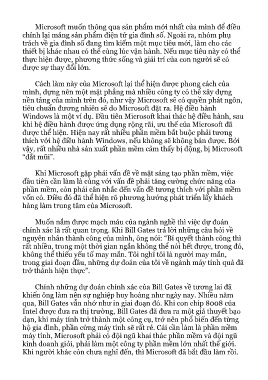 Microsoft muốn thông qua sản phẩm mới nhất của mình để điều
chỉnh lại mảng sản phẩm điện tử gia đình số. Ngoài ra, nhóm phụ
trách về gia đình số đang tìm kiếm một mục tiêu mới, làm cho các
thiết bị khác nhau có thể cùng lúc vận hành. Nếu mục tiêu này có thể
thực hiện được, phương thức sống và giải trí của con người sẽ có
được sự thay đổi lớn.
Cách làm này của Microsoft lại thể hiện được phong cách của
mình, dựng nên một mặt phẳng mà nhiều công ty có thể xây dựng
nền tảng của mình trên đó, như vậy Microsoft sẽ có quyền phát ngôn,
tiêu chuẩn đương nhiên sẽ do Microsoft đặt ra. Hệ điều hành
Windows là một ví dụ. Đầu tiên Microsoft khai thác hệ điều hành, sau
khi hệ điều hành được ứng dụng rộng rãi, ưu thế của Microsoft đã
được thể hiện. Hiện nay rất nhiều phần mềm bắt buộc phải tương
thích với hệ điều hành Windows, nếu không sẽ không bán được. Bởi
vậy, rất nhiều nhà sản xuất phần mềm cảm thấy bị động, bị Microsoft
“dắt mũi”.
Khi Microsoft gặp phải vấn đề về mặt sáng tạo phần mềm, việc
đầu tiên cần làm là cùng với vấn đề phải tăng cường chức năng của
phần mềm, còn phải cân nhắc đến vấn đề tương thích với phần mềm
vốn có. Điều đó đã thể hiện rõ phương hướng phát triển lấy khách
hàng làm trung tâm của Microsoft.
Muốn nắm được mạch máu của ngành nghề thì việc dự đoán
chính xác là rất quan trọng. Khi Bill Gates trả lời những câu hỏi về
nguyên nhân thành công của mình, ông nói: “Bí quyết thành công thì
rất nhiều, trong một thời gian ngắn không thể nói hết được, trong đó,
không thể thiếu yếu tố may mắn. Tôi nghĩ tôi là người may mắn,
trong giai đoạn đầu, những dự đoán của tôi về ngành máy tính quả đã
trở thành hiện thực”.
Chính những dự đoán chính xác của Bill Gates về tương lai đã
khiến ông làm nên sự nghiệp huy hoàng như ngày nay. Nhiều năm
qua, Bill Gates vẫn nhớ như in giai đoạn đó. Khi con chip 8008 của
Intel được đưa ra thị trường, Bill Gates đã đưa ra một giả thuyết bạo
dạn, khi máy tính trở thành một công cụ, trở nên phổ biến đến từng
hộ gia đình, phần cứng máy tính sẽ rất rẻ. Cái cần làm là phần mềm
máy tính, Microsoft phải có đội ngũ khai thác phần mềm và đội ngũ
kinh doanh giỏi, phải làm một công ty phần mềm lớn nhất thế giới.
Khi người khác còn chưa nghĩ đến, thì Microsoft đã bắt đầu làm rồi.